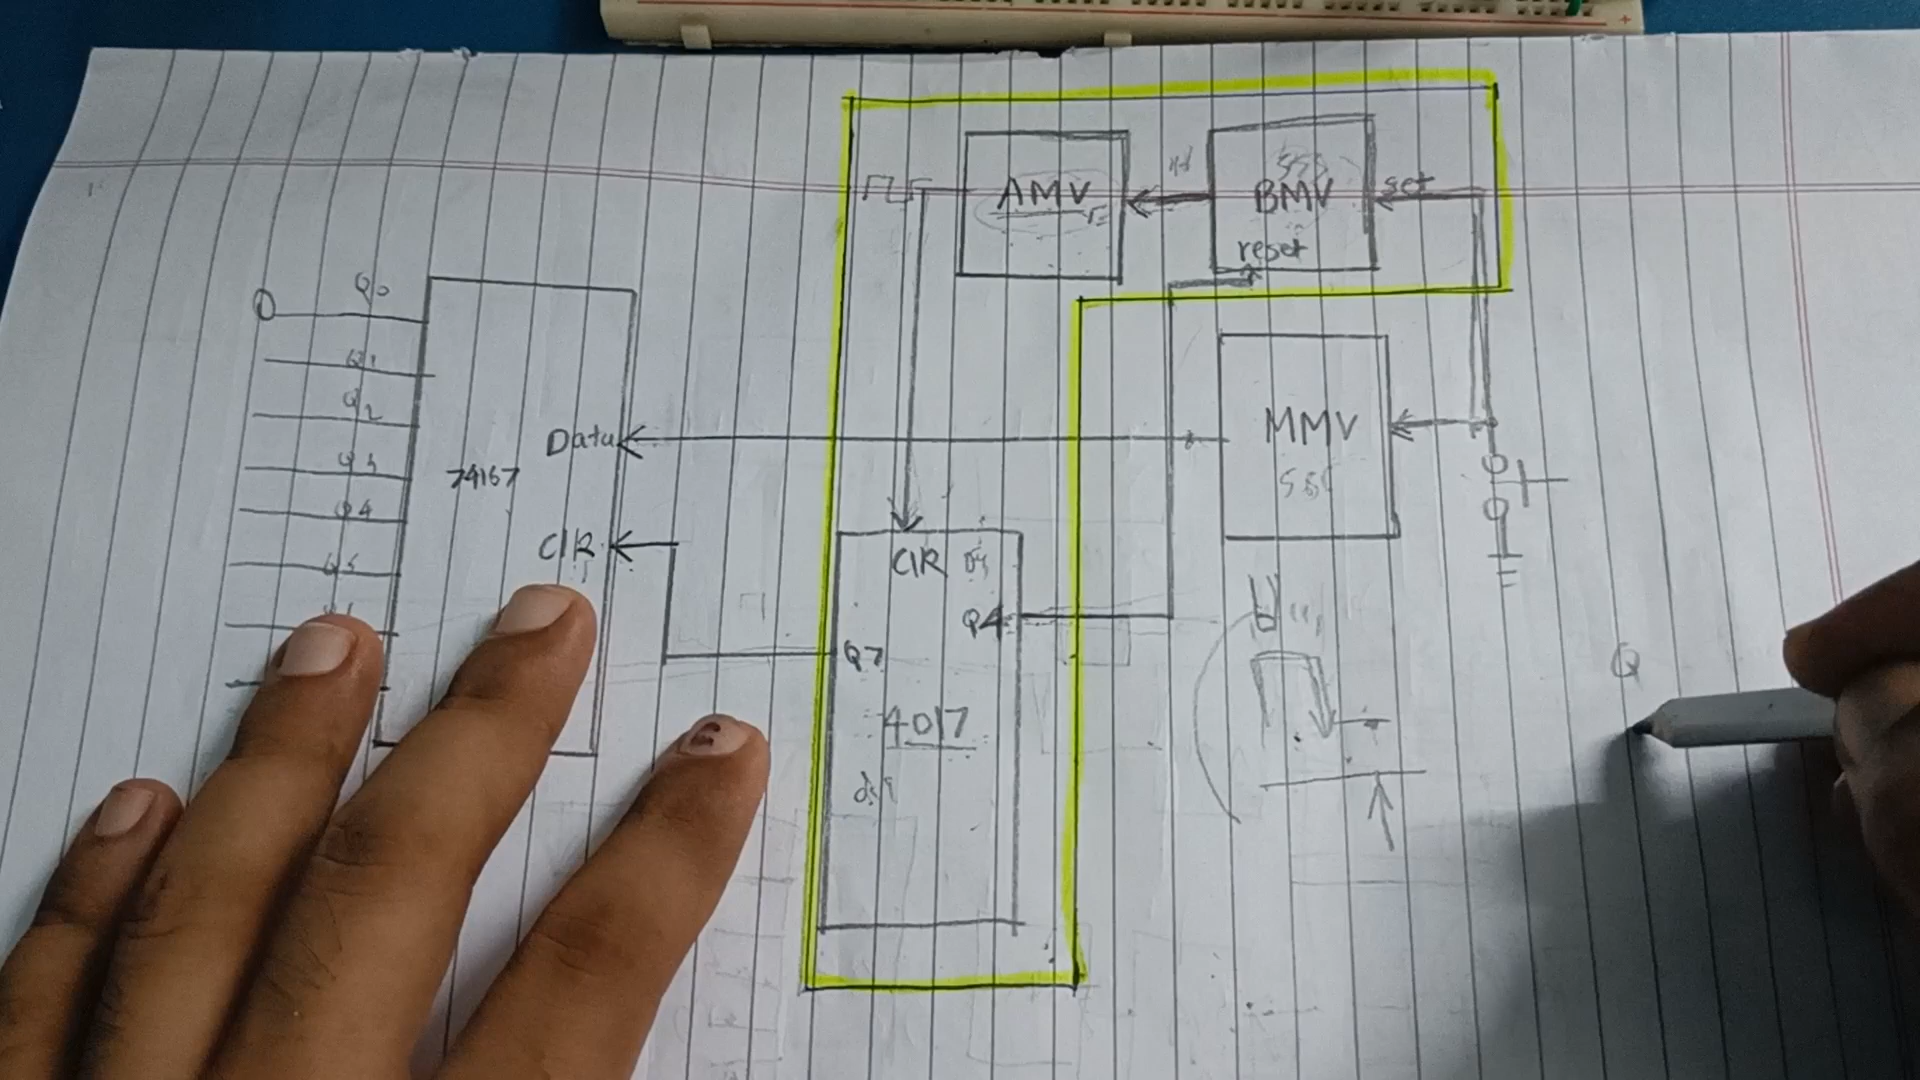 AMV
BMV
set
reset
Q0
Q1
Q2
Q3
Q4
Q5
74167
Data
ClR
MMV
555
ClR
Q4
Q7
4017
Q